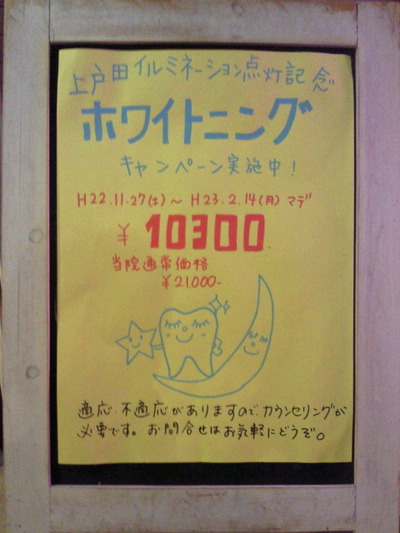 上戸田イルミネーション点灯記念
ホワイトニング
キャンペーン実施中!
H22.11.27(土)〜H23.2.14(月)マデ
¥10300.
当院通常価格
¥21.000-
適応・不適応がありますので、カウンセリングが
必要です。お問合せはお気軽にどうぞ。